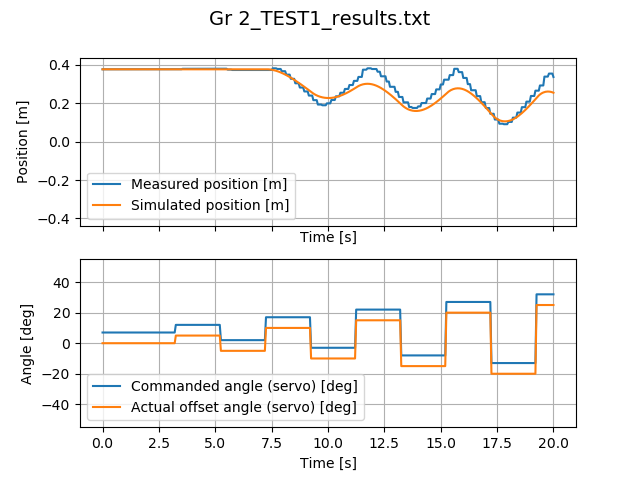 Gr 2_TEST1_results.txt
0.4
0.2
0.0
−0.2
−0.4
Position [m]
Measured position [m]
Simulated position [m]
Time [s]
40
20
0
−20
−40
Angle [deg]
Commanded angle (servo) [deg]
Actual offset angle (servo) [deg]
0.0 2.5 5.0 7.5 10.0 12.5 15.0 17.5 20.0
Time [s]